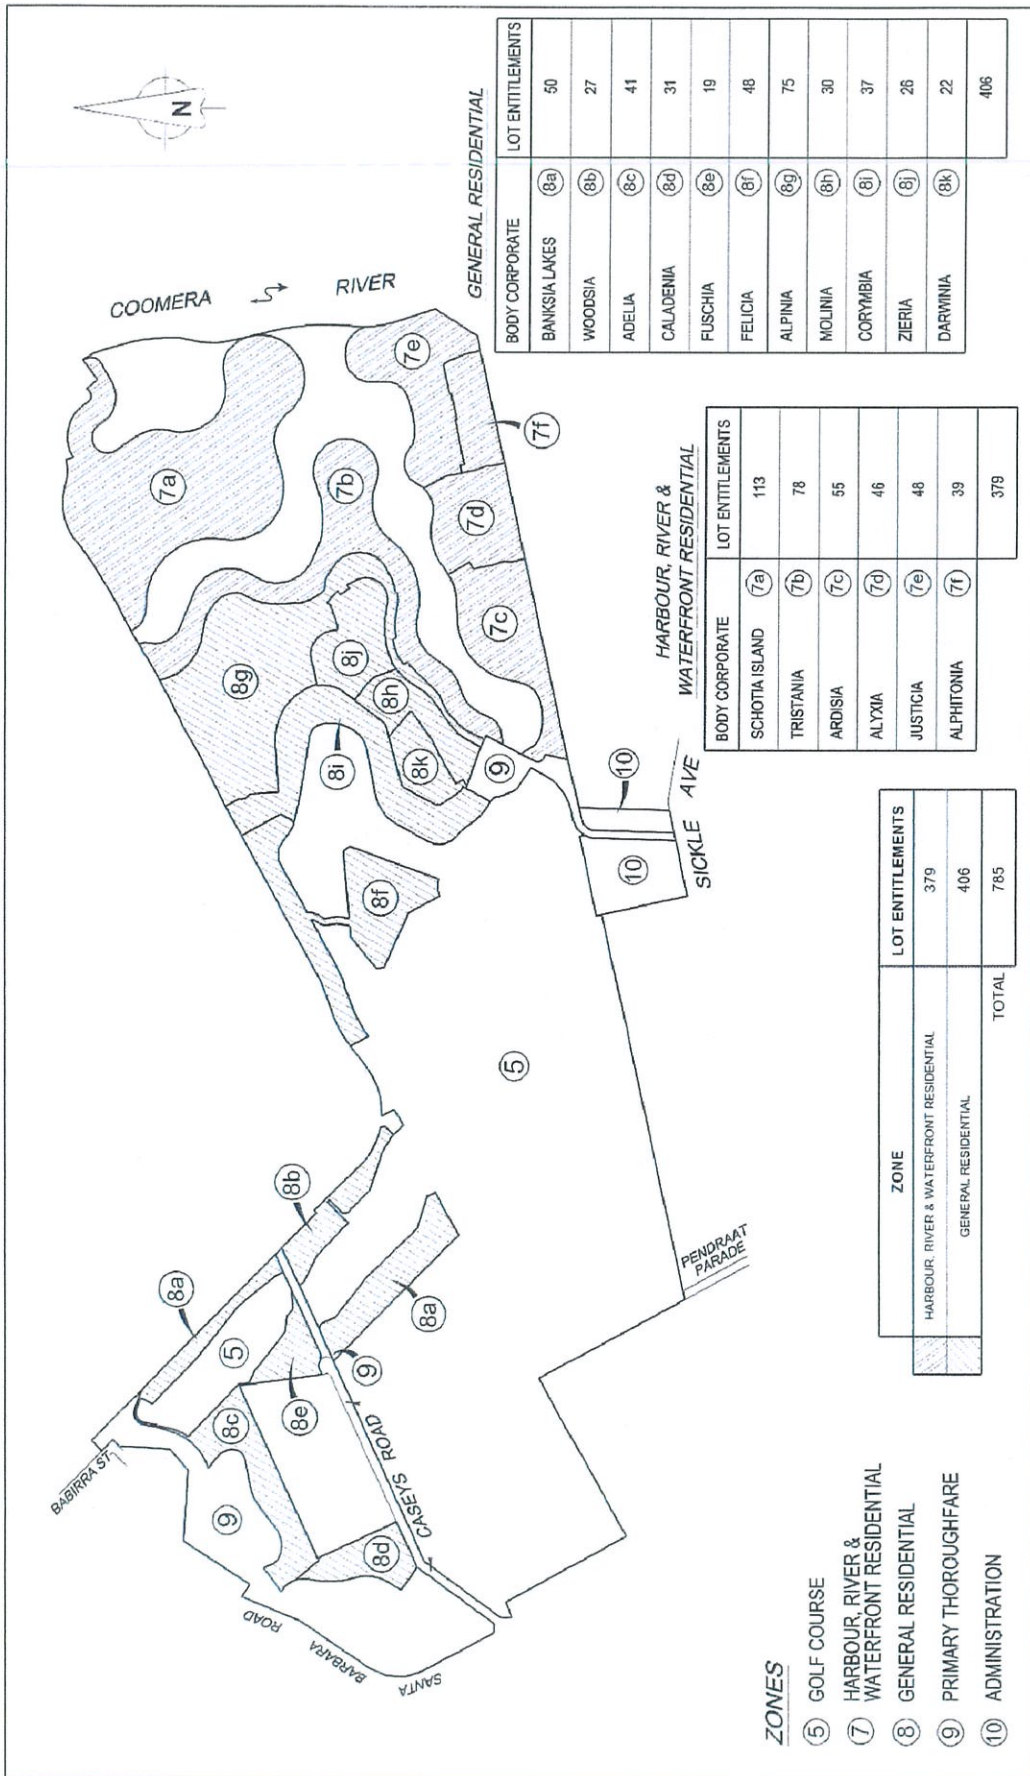 N
COOMERA
RIVER
7a
7b
7c
7d
7e
7f
8g
8j
8h
8i
8k
8f
9
10
10
SICKLE AVE
5
PENDRAAT
PARADE
8b
8a
8a
5
8c
8e
9
9
8d
CASEYS ROAD
BABIRRA ST
SANTA BARBARA ROAD
GENERAL RESIDENTIAL
BODY CORPORATE LOT ENTITLEMENTS
BANKSIA LAKES 8a 50
WOODSIA 8b 27
ADELIA 8c 41
CALADENIA 8d 31
FUSCHIA 8e 19
FELICIA 8f 48
ALPINIA 8g 75
MOLINIA 8h 30
CORYMBIA 8i 37
ZIERIA 8j 26
DARWINIA 8k 22
406
HARBOUR, RIVER &
WATERFRONT RESIDENTIAL
BODY CORPORATE LOT ENTITLEMENTS
SCHOTIA ISLAND 7a 113
TRISTANIA 7b 78
ARDISIA 7c 55
ALYXIA 7d 46
JUSTICIA 7e 48
ALPHITONIA 7f 39
379
ZONE LOT ENTITLEMENTS
HARBOUR, RIVER & WATERFRONT RESIDENTIAL 379
GENERAL RESIDENTIAL 406
TOTAL 785
ZONES
5 GOLF COURSE
7 HARBOUR, RIVER &
WATERFRONT RESIDENTIAL
8 GENERAL RESIDENTIAL
9 PRIMARY THOROUGHFARE
10 ADMINISTRATION